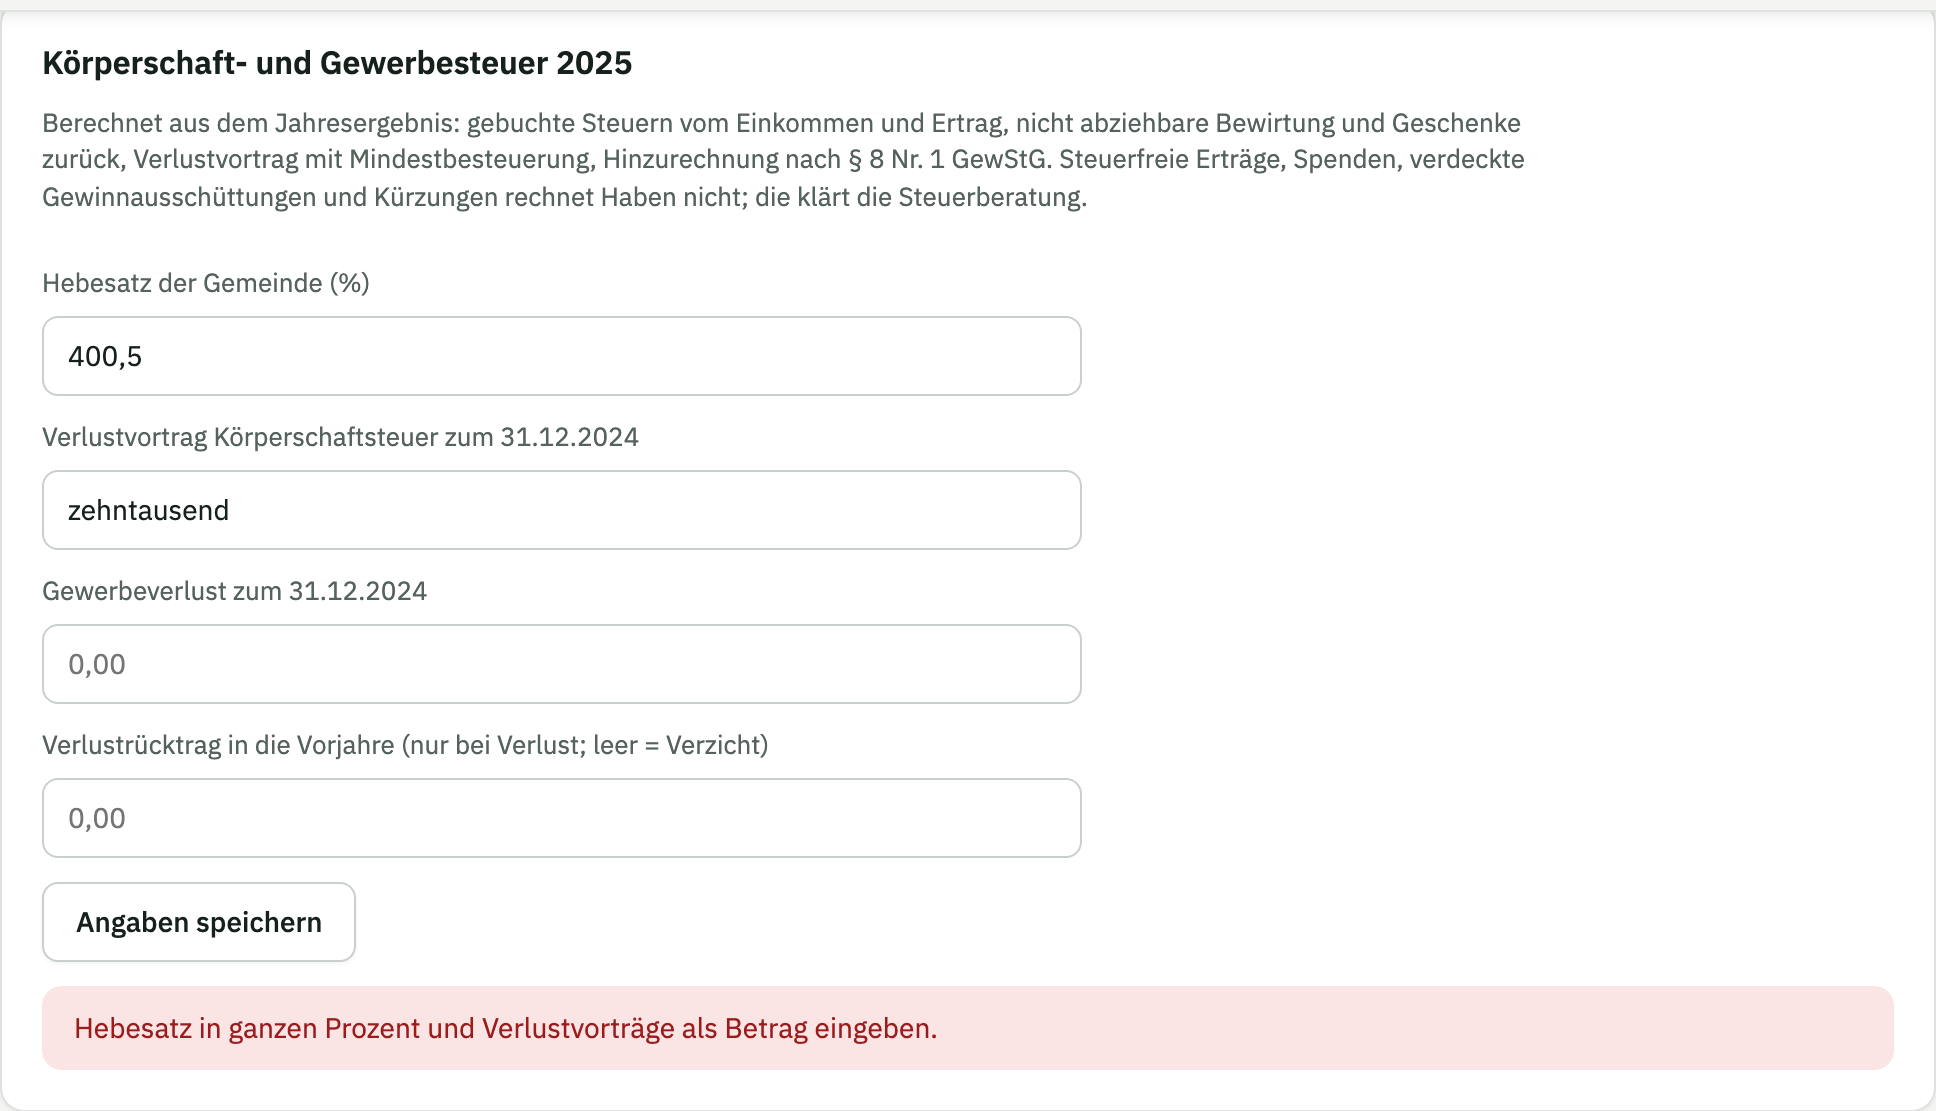 Körperschaft- und Gewerbesteuer 2025
Berechnet aus dem Jahresergebnis: gebuchte Steuern vom Einkommen und Ertrag, nicht abziehbare Bewirtung und Geschenke
zurück, Verlustvortrag mit Mindestbesteuerung, Hinzurechnung nach § 8 Nr. 1 GewStG. Steuerfreie Erträge, Spenden, verdeckte
Gewinnausschüttungen und Kürzungen rechnet Haben nicht; die klärt die Steuerberatung.
Hebesatz der Gemeinde (%)
400,5
Verlustvortrag Körperschaftsteuer zum 31.12.2024
zehntausend
Gewerbeverlust zum 31.12.2024
0,00
Verlustrücktrag in die Vorjahre (nur bei Verlust; leer = Verzicht)
0,00
Angaben speichern
Hebesatz in ganzen Prozent und Verlustvorträge als Betrag eingeben.